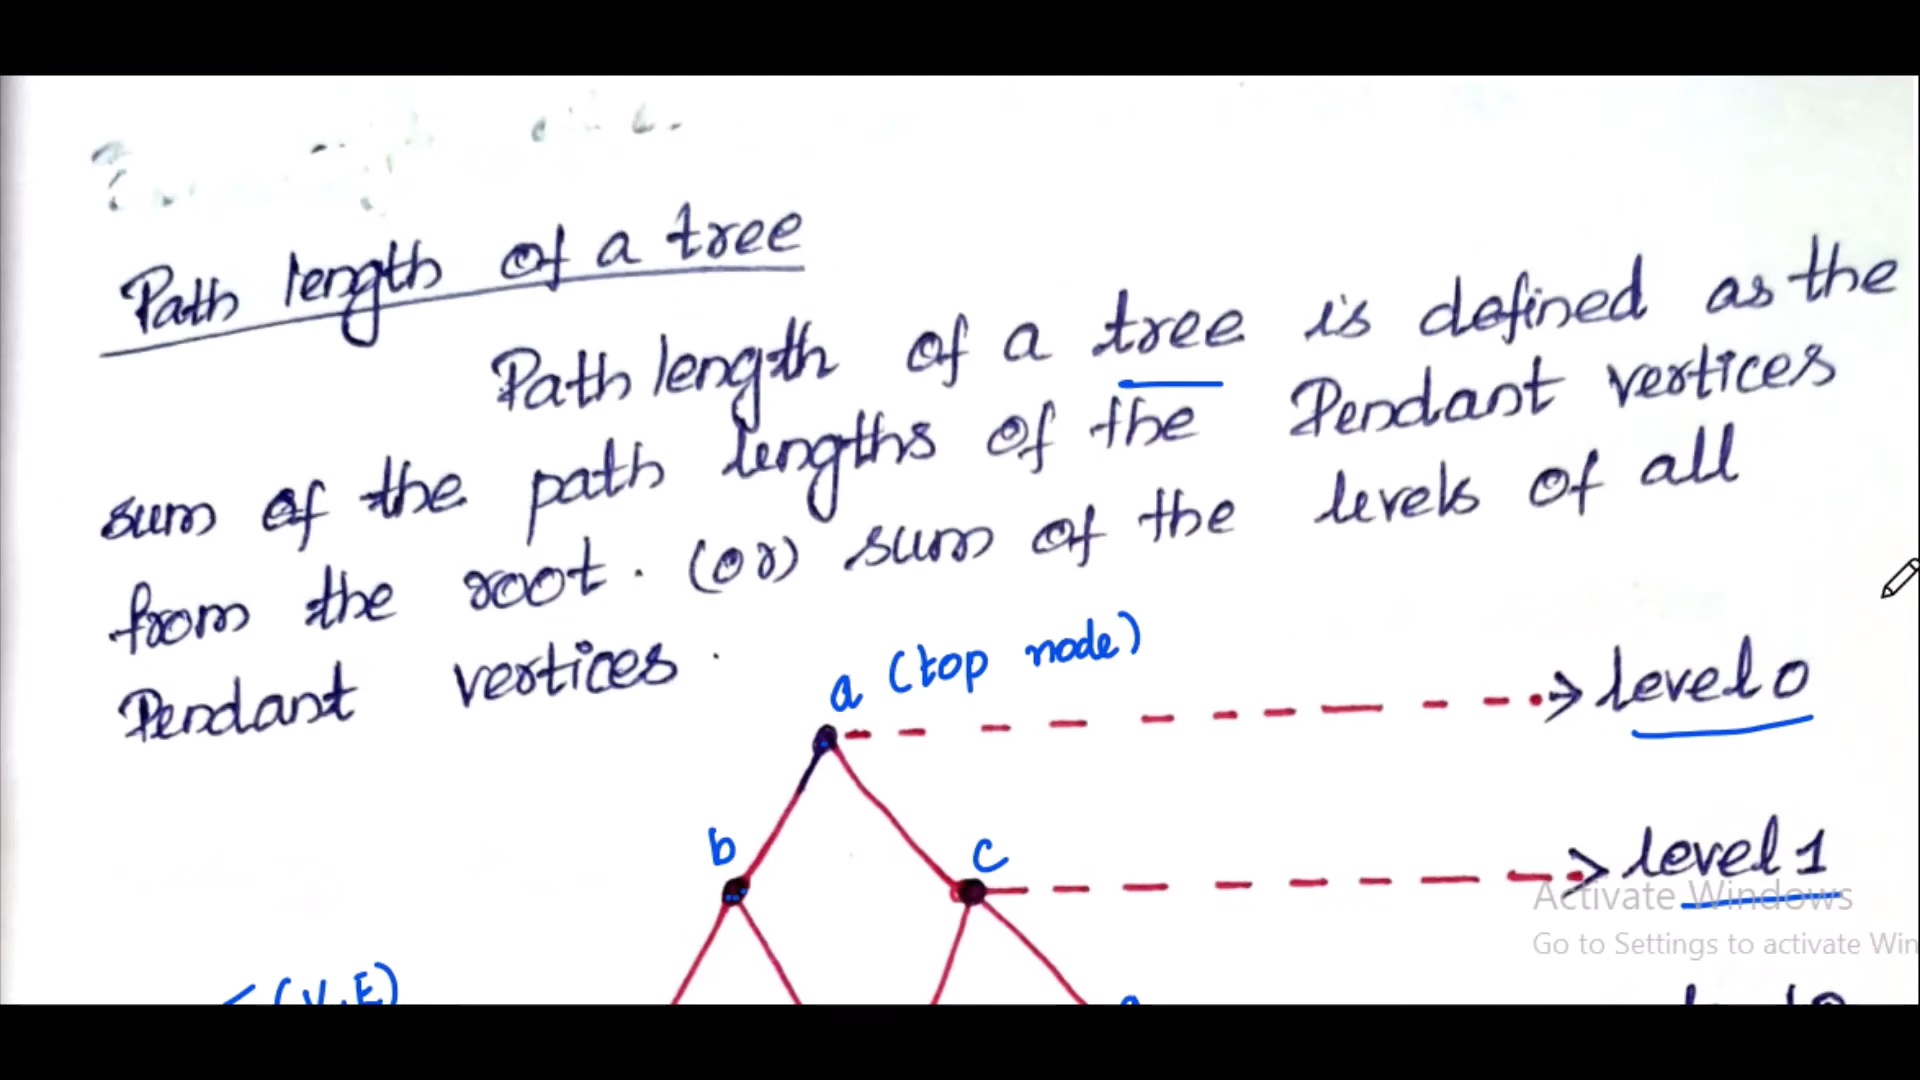 Path length of a tree
Path length of a tree is defined as the
sum of the path lengths of the Pendant vertices
from the root. (or) sum of the levels of all
Pendant vertices.
a (top node)
level 0
b
c
level 1
Activate Windows
Go to Settings to activate Win
(V, E)